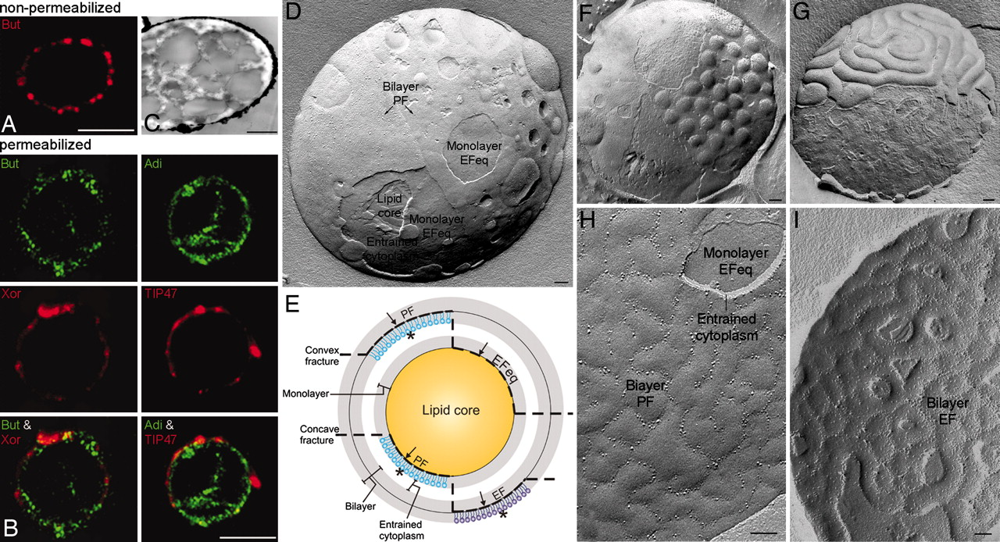 non-permeabilized
But
A
C
permeabilized
But
Adi
Xor
TIP47
But &
Xor
Adi &
TIP47
B
D
Bilayer
PF
Monolayer
EFeq
Lipid
core
Monolayer
EFeq
Entrained
cytoplasm
E
PF
Convex
fracture
EFeq
Monolayer
Lipid core
Concave
fracture
PF
Bilayer
EF
Entrained
cytoplasm
F
G
H
Monolayer
EFeq
Entrained
cytoplasm
Biayer
PF
I
Bilayer
EF